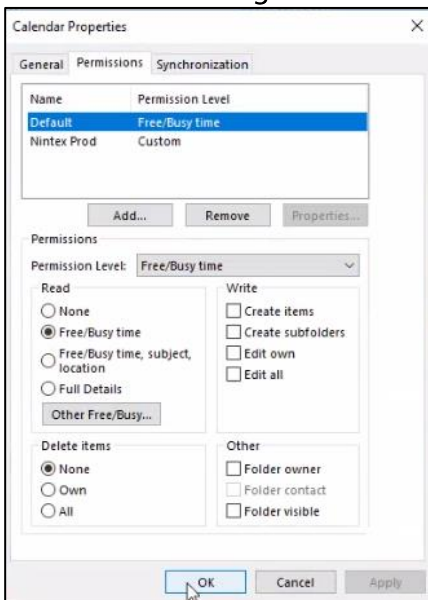 Calendar Properties
General Permissions Synchronization
Name Permission Level
Default Free/Busy time
Nintex Prod Custom
Add... Remove Properties...
Permissions
Permission Level: Free/Busy time
Read
None
Free/Busy time
Free/Busy time, subject,
location
Full Details
Other Free/Busy...
Write
Create items
Create subfolders
Edit own
Edit all
Delete items
None
Own
All
Other
Folder owner
Folder contact
Folder visible
OK Cancel Apply